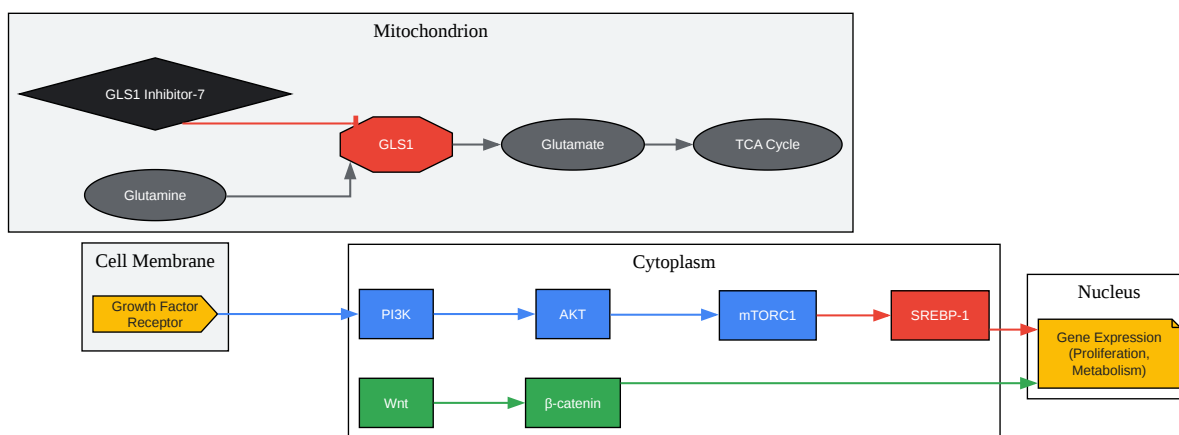 Mitochondrion
GLS1 Inhibitor-7
GLS1
Glutamate
TCA Cycle
Glutamine
Cell Membrane
Growth Factor
Receptor
Cytoplasm
PI3K
AKT
mTORC1
SREBP-1
Wnt
β-catenin
Nucleus
Gene Expression
(Proliferation,
Metabolism)